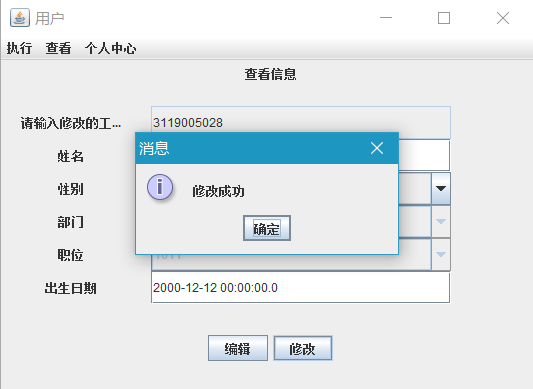 用户
执行 查看 个人中心
查看信息
请输入修改的工... 3119005028
消息
修改成功
确定
姓名
性别
部门
职位
出生日期 2000-12-12 00:00:00.0
编辑 修改